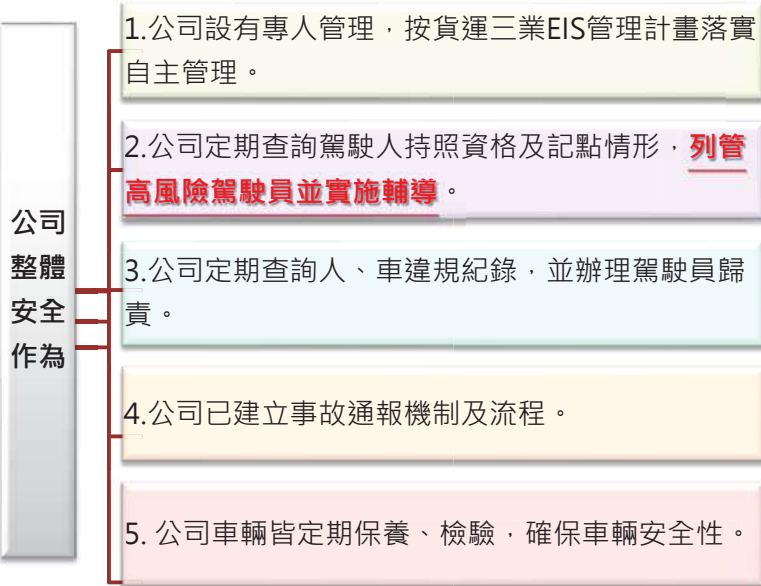 公司
整體
安全
作為
1.公司設有專人管理，按貨運三業EIS管理計畫落實
自主管理。
2.公司定期查詢駕駛人持照資格及記點情形，列管
高風險駕駛員並實施輔導。
3.公司定期查詢人、車違規紀錄，並辦理駕駛員歸
責。
4.公司已建立事故通報機制及流程。
5. 公司車輛皆定期保養、檢驗，確保車輛安全性。